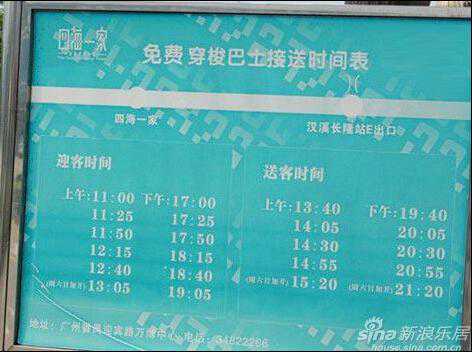 四海一家
免费穿梭巴士接送时间表
四海一家
汉溪长隆站E出口
迎客时间
上午:11:00 下午:17:00
11:25 17:25
11:50 17:50
12:15 18:15
12:40 18:40
(周六日加开)13:05 19:05
送客时间
上午:13:40 下午:19:40
14:05 20:05
14:30 20:30
14:55 20:55
(周六日加开)15:20 (周六日加开)21:20
地址:广州番禺迎宾路万博中心 电话:34822266
sina新浪乐居
house.sina.com.cn